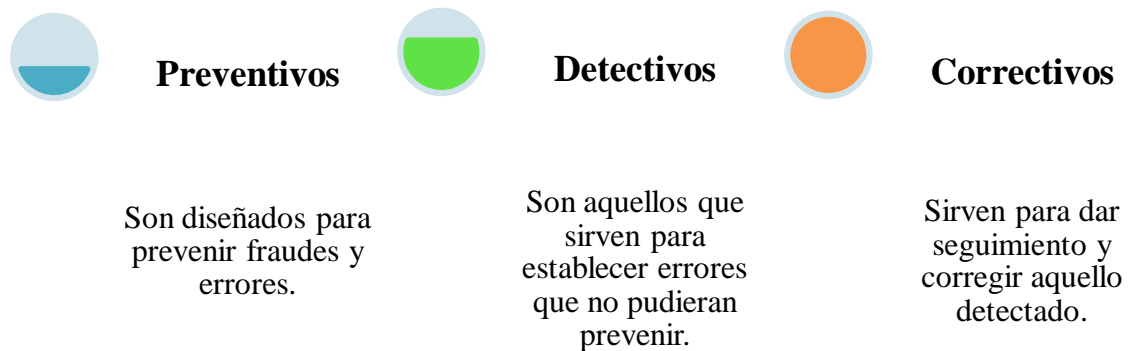 Preventivos
Son diseñados para
prevenir fraudes y
errores.
Detectivos
Son aquellos que
sirven para
establecer errores
que no pudieran
prevenir.
Correctivos
Sirven para dar
seguimiento y
corregir aquello
detectado.